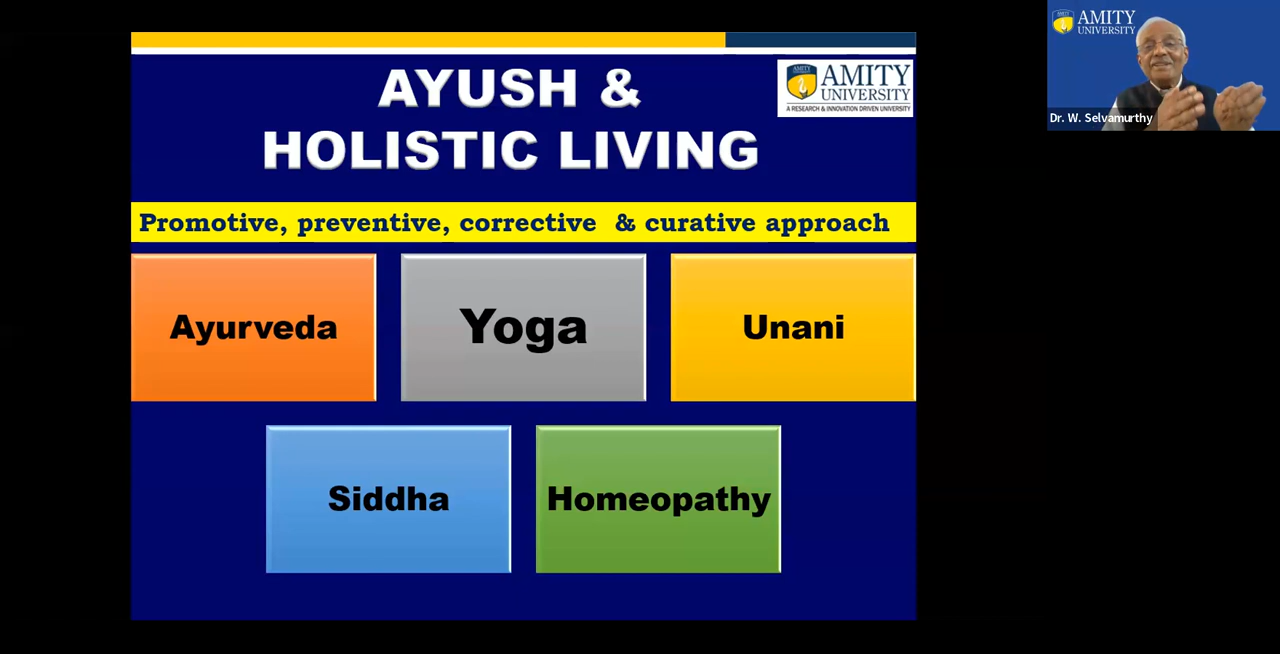 AYUSH &
HOLISTIC LIVING
AMITY
UNIVERSITY
A RESEARCH & INNOVATION DRIVEN UNIVERSITY
Promotive, preventive, corrective & curative approach
Ayurveda
Yoga
Unani
Siddha
Homeopathy
AMITY
UNIVERSITY
Dr. W. Selvamurthy